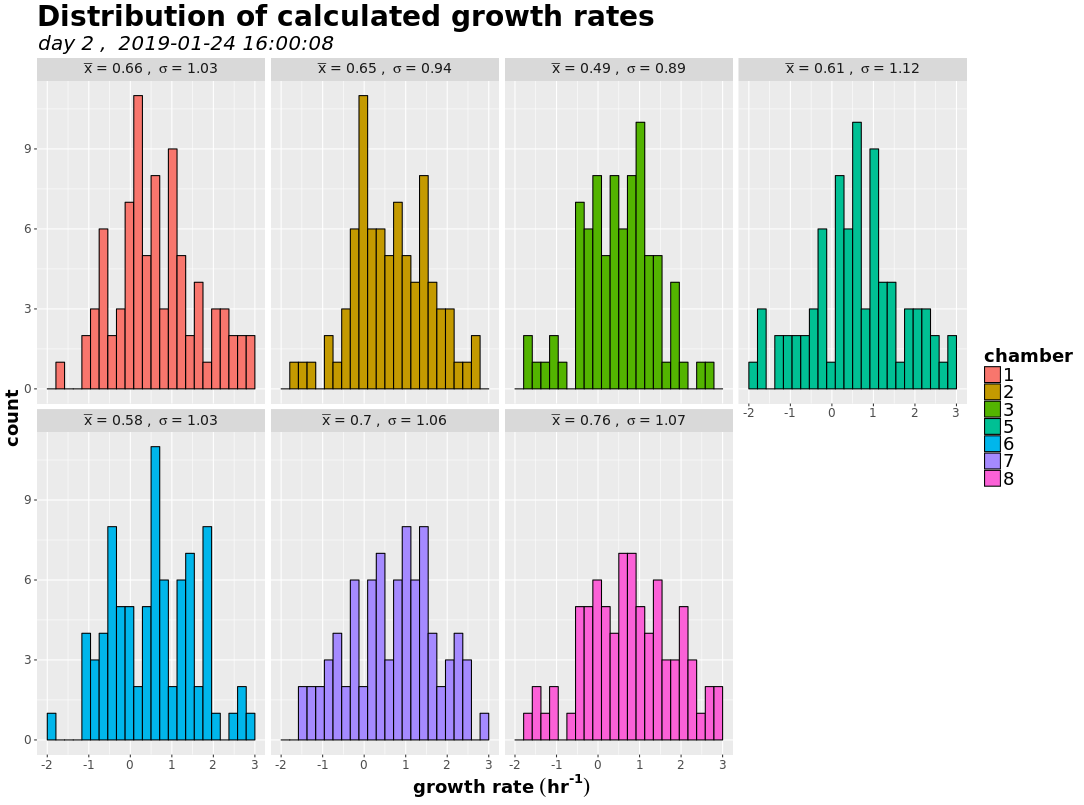 Distribution of calculated growth rates
day 2 , 2019-01-24 16:00:08
x̅ = 0.66 , σ = 1.03
x̅ = 0.65 , σ = 0.94
x̅ = 0.49 , σ = 0.89
x̅ = 0.61 , σ = 1.12
9
6
3
0
-2 -1 0 1 2 3
x̅ = 0.58 , σ = 1.03
x̅ = 0.7 , σ = 1.06
x̅ = 0.76 , σ = 1.07
9
6
3
0
-2 -1 0 1 2 3
-2 -1 0 1 2 3
-2 -1 0 1 2 3
count
growth rate (hr⁻¹)
chamber
1
2
3
5
6
7
8